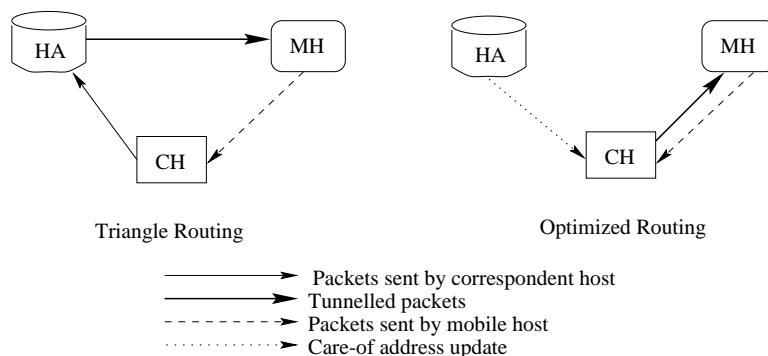 HA
MH
CH
Triangle Routing
HA
MH
CH
Optimized Routing
Packets sent by correspondent host
Tunnelled packets
Packets sent by mobile host
Care-of address update